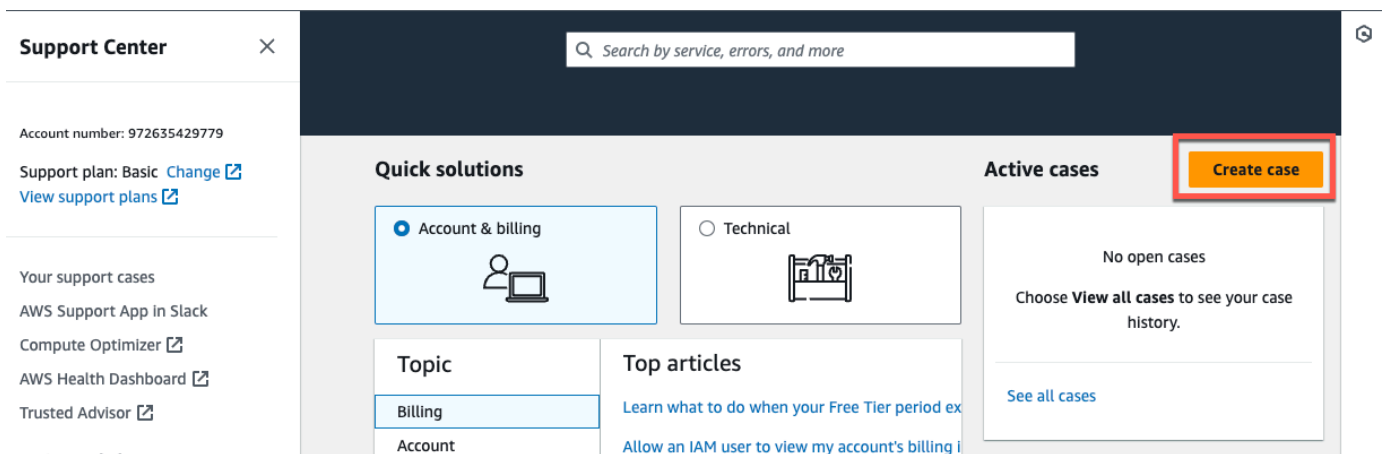 Support Center
Account number: 972635429779
Support plan: Basic Change
View support plans
Your support cases
AWS Support App in Slack
Compute Optimizer
AWS Health Dashboard
Trusted Advisor
Search by service, errors, and more
Quick solutions
Account & billing
Technical
Topic
Billing
Account
Top articles
Learn what to do when your Free Tier period ex
Allow an IAM user to view my account's billing i
Active cases
Create case
No open cases
Choose View all cases to see your case
history.
See all cases